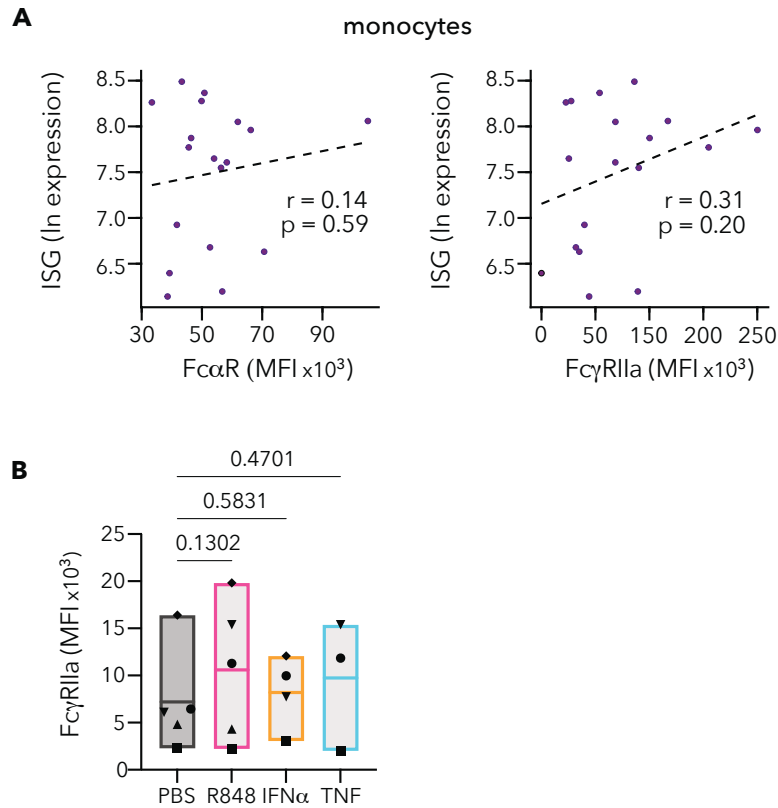 A
monocytes
ISG (ln expression)
8.5
8.0
7.5
7.0
6.5
r = 0.14
p = 0.59
30 50 70 90
FcαR (MFI x10³)
ISG (ln expression)
8.5
8.0
7.5
7.0
6.5
r = 0.31
p = 0.20
0 50 100 150 200 250
FcγRIIa (MFI x10³)
B
0.4701
0.5831
0.1302
FcγRIIa (MFI x10³)
25
20
15
10
5
0
PBS R848 IFNα TNF